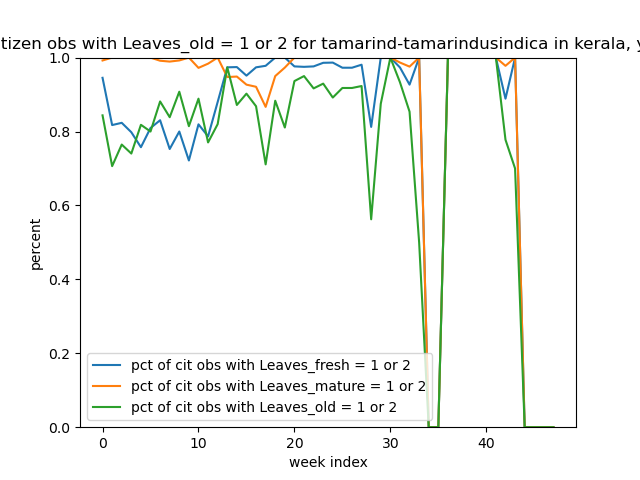 tizen obs with Leaves_old = 1 or 2 for tamarind-tamarindusindica in kerala, y
1.0
0.8
0.6
0.4
0.2
0.0
percent
pct of cit obs with Leaves_fresh = 1 or 2
pct of cit obs with Leaves_mature = 1 or 2
pct of cit obs with Leaves_old = 1 or 2
0 10 20 30 40
week index